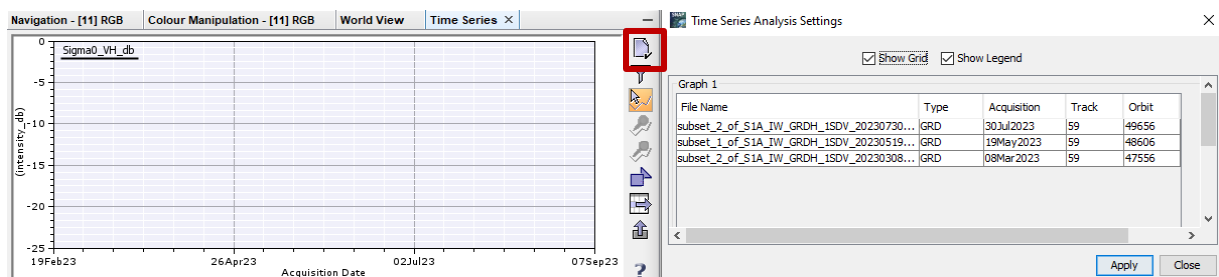 Navigation - [11] RGB
Colour Manipulation - [11] RGB
World View
Time Series ×
0
Sigma0_VH_db
-5
-10
-15
-20
-25
(intensity_db)
19Feb23
26Apr23
02Jul23
07Sep23
Acquisition Date
?
SNAP
Time Series Analysis Settings
Show Grid
Show Legend
Graph 1
File Name Type Acquisition Track Orbit
subset_2_of_S1A_IW_GRDH_1SDV_20230730... GRD 30Jul2023 59 49656
subset_1_of_S1A_IW_GRDH_1SDV_20230519... GRD 19May2023 59 48606
subset_2_of_S1A_IW_GRDH_1SDV_20230308... GRD 08Mar2023 59 47556
Apply
Close